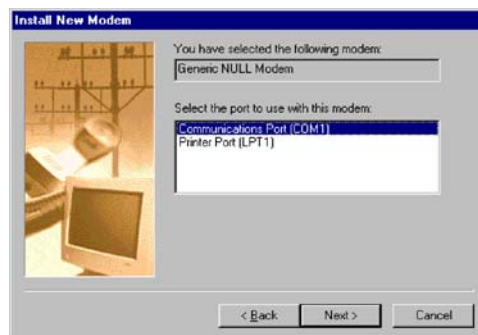 Install New Modem
You have selected the following modem:
Generic NULL Modem
Select the port to use with this modem:
Communications Port (COM1)
Printer Port (LPT1)
< Back
Next >
Cancel